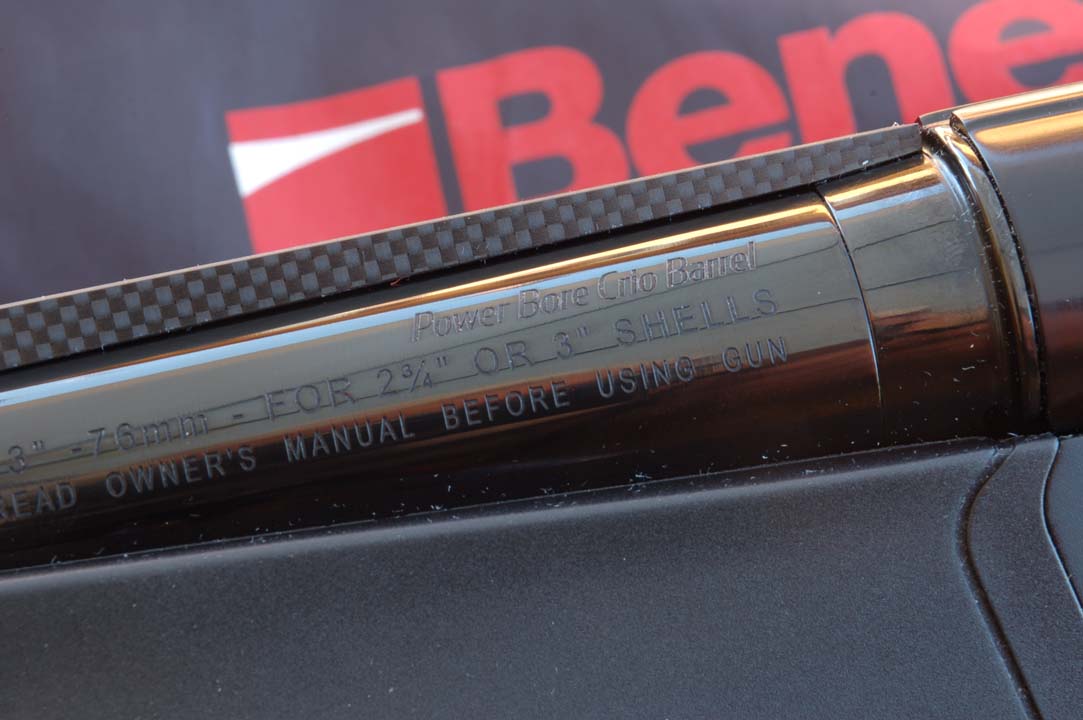 Bene
Power Bore Crio Barrel
3" -76mm - FOR 2¾" OR 3" SHELLS
READ OWNER'S MANUAL BEFORE USING GUN